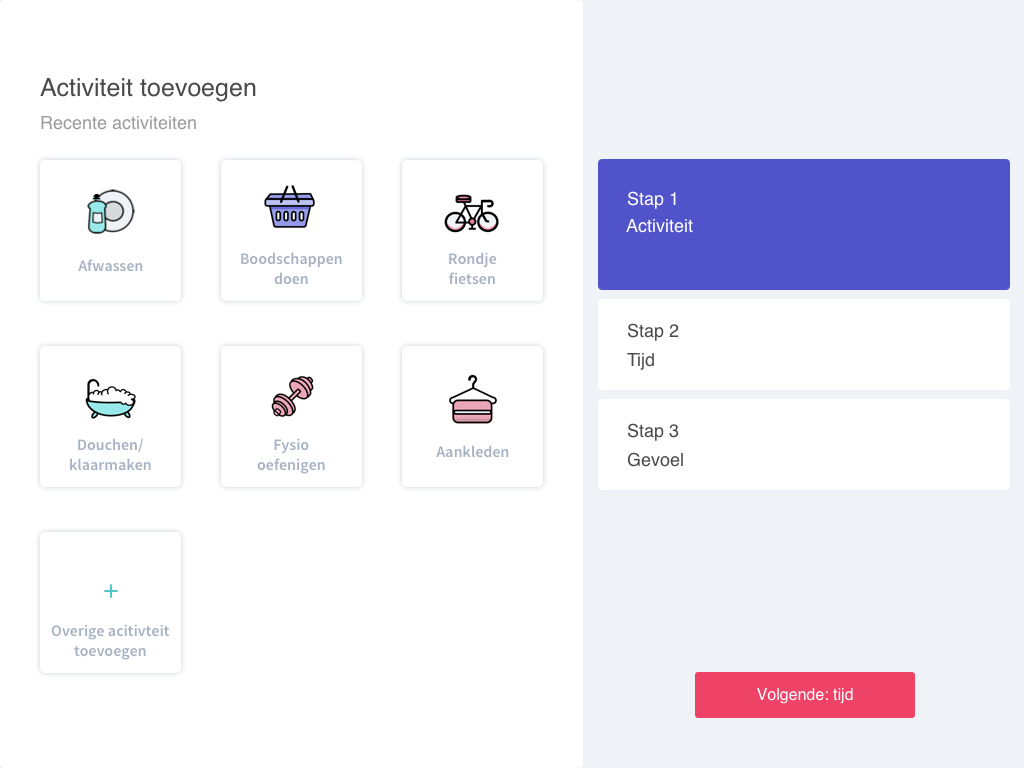 Activiteit toevoegen
Recente activiteiten
Afwassen
Boodschappen
doen
Rondje
fietsen
Douchen/
klaarmaken
Fysio
oefenigen
Aankleden
+
Overige acitivteit
toevoegen
Stap 1
Activiteit
Stap 2
Tijd
Stap 3
Gevoel
Volgende: tijd